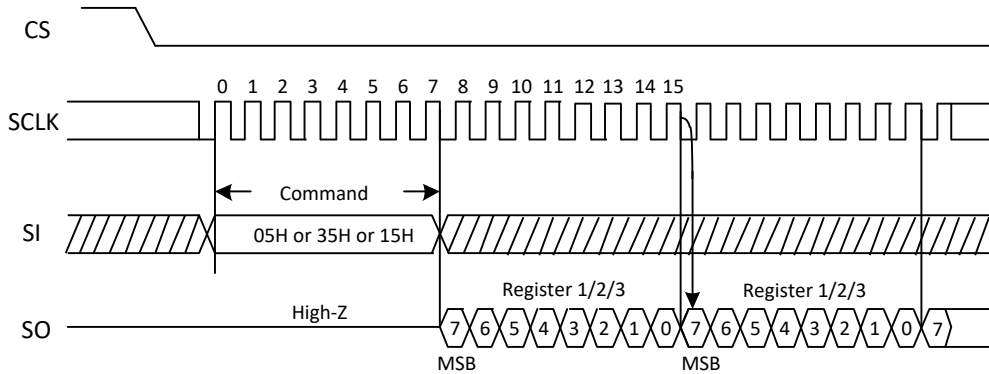 CS
0 1 2 3 4 5 6 7 8 9 10 11 12 13 14 15
SCLK
Command
SI
05H or 35H or 15H
High-Z
Register 1/2/3 Register 1/2/3
SO
7 6 5 4 3 2 1 0 7 6 5 4 3 2 1 0 7
MSB MSB